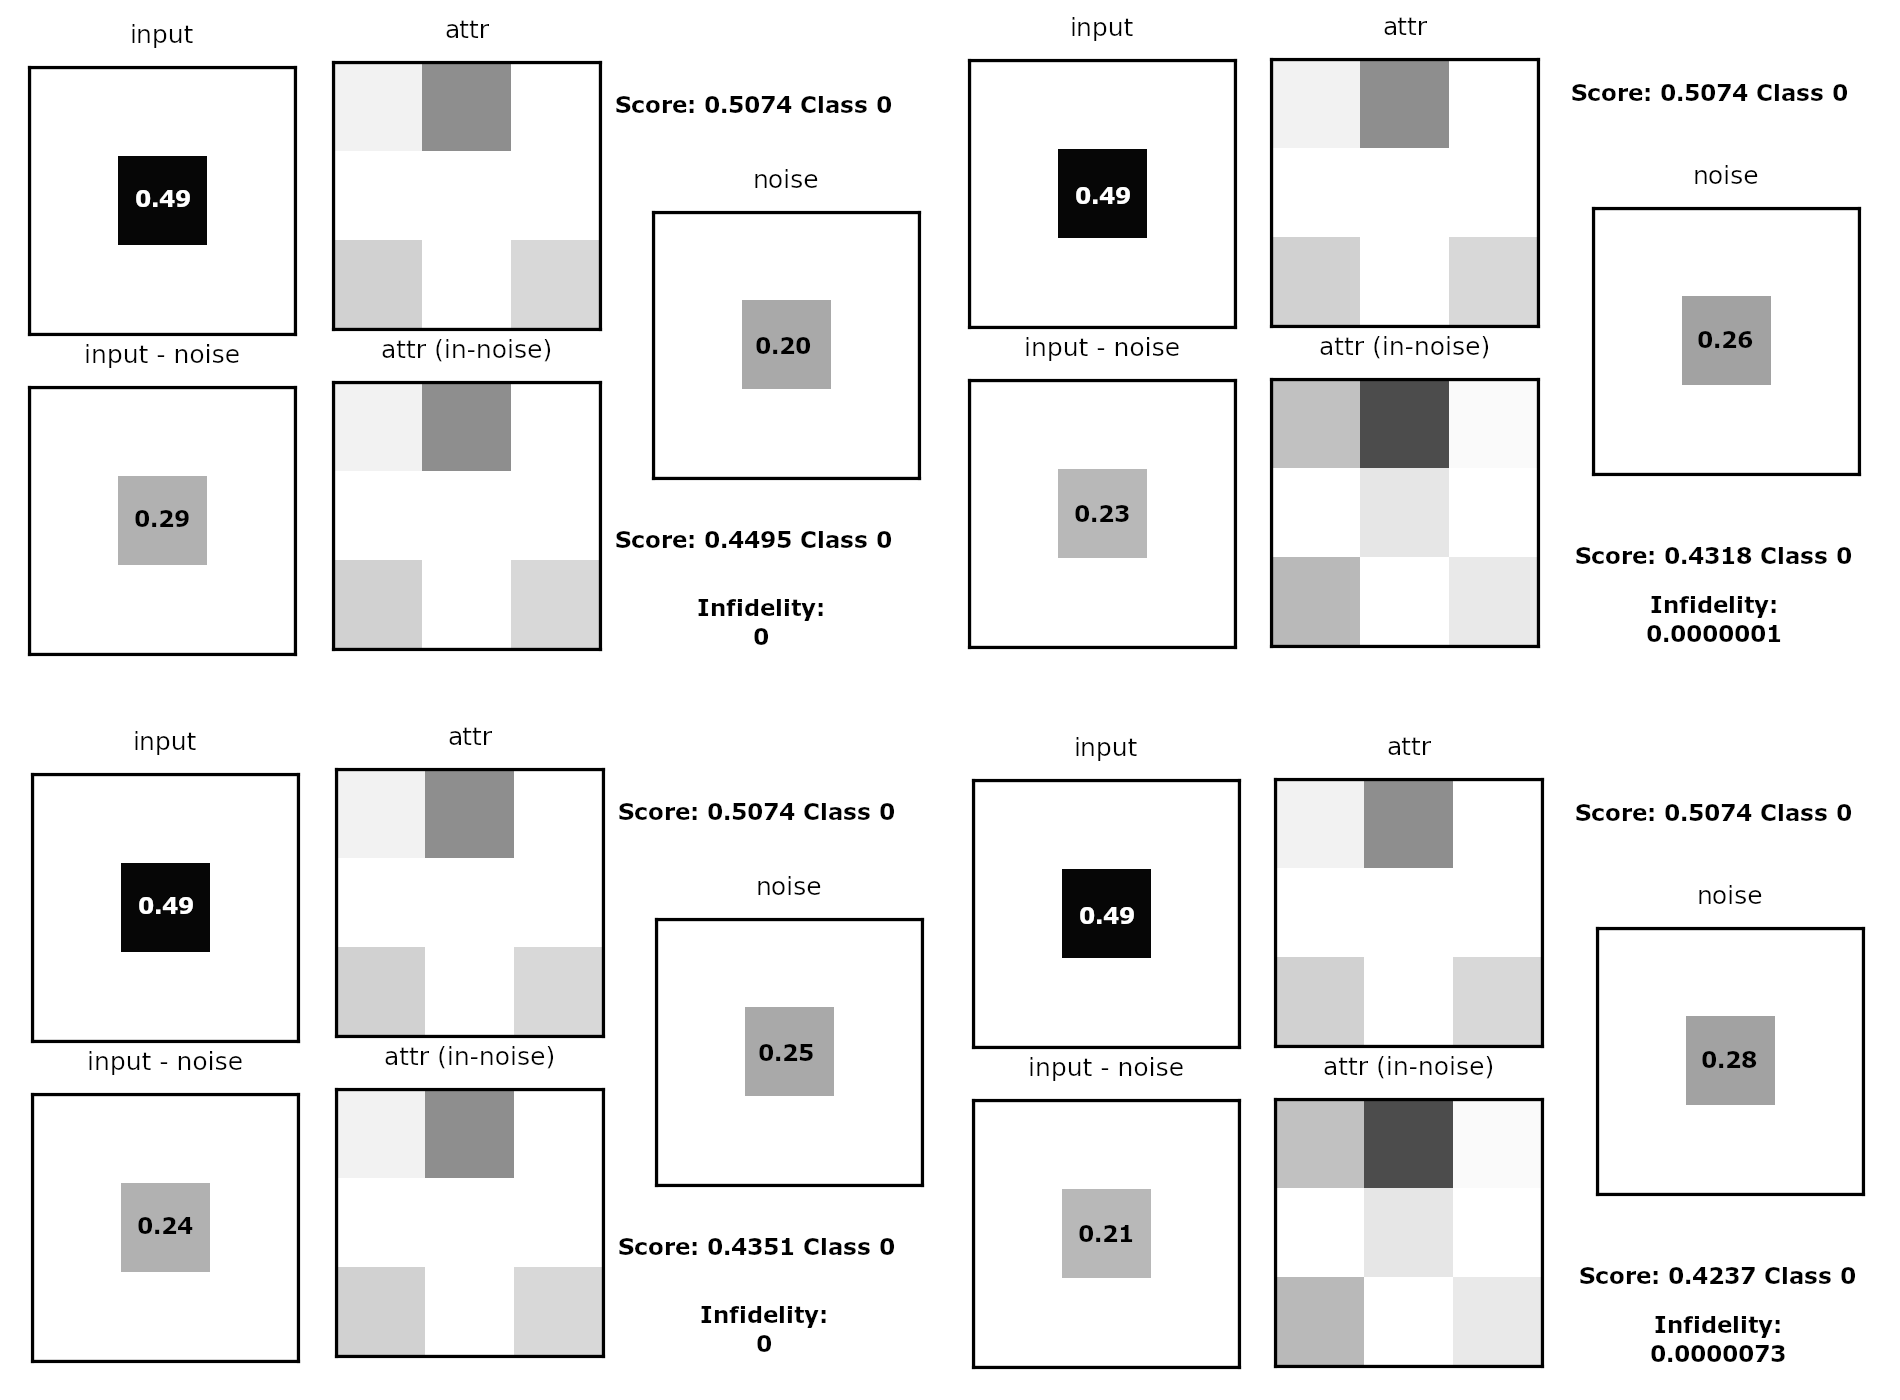 input
attr
Score: 0.5074 Class 0
0.49
noise
input - noise
attr (in-noise)
0.20
0.29
Score: 0.4495 Class 0
Infidelity:
0
input
attr
Score: 0.5074 Class 0
0.49
noise
input - noise
attr (in-noise)
0.26
0.23
Score: 0.4318 Class 0
Infidelity:
0.0000001
input
attr
Score: 0.5074 Class 0
0.49
noise
input - noise
attr (in-noise)
0.25
0.24
Score: 0.4351 Class 0
Infidelity:
0
input
attr
Score: 0.5074 Class 0
0.49
noise
input - noise
attr (in-noise)
0.28
0.21
Score: 0.4237 Class 0
Infidelity:
0.0000073